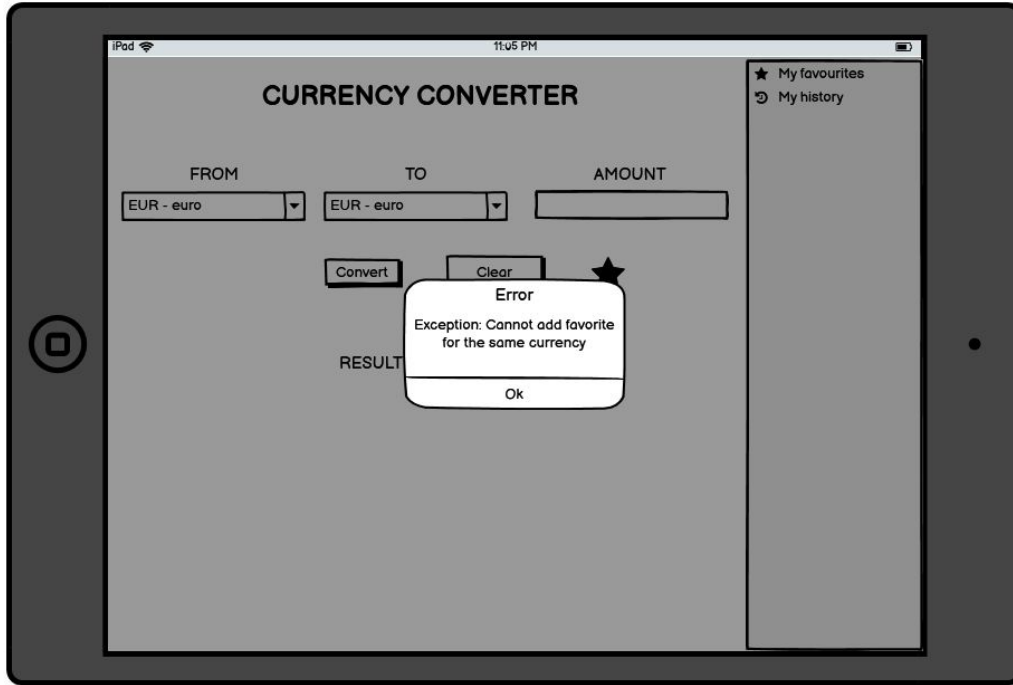 iPad
11:05 PM
CURRENCY CONVERTER
My favourites
My history
FROM
TO
AMOUNT
EUR - euro
EUR - euro
Convert
Clear
Error
Exception: Cannot add favorite
for the same currency
RESULT
Ok